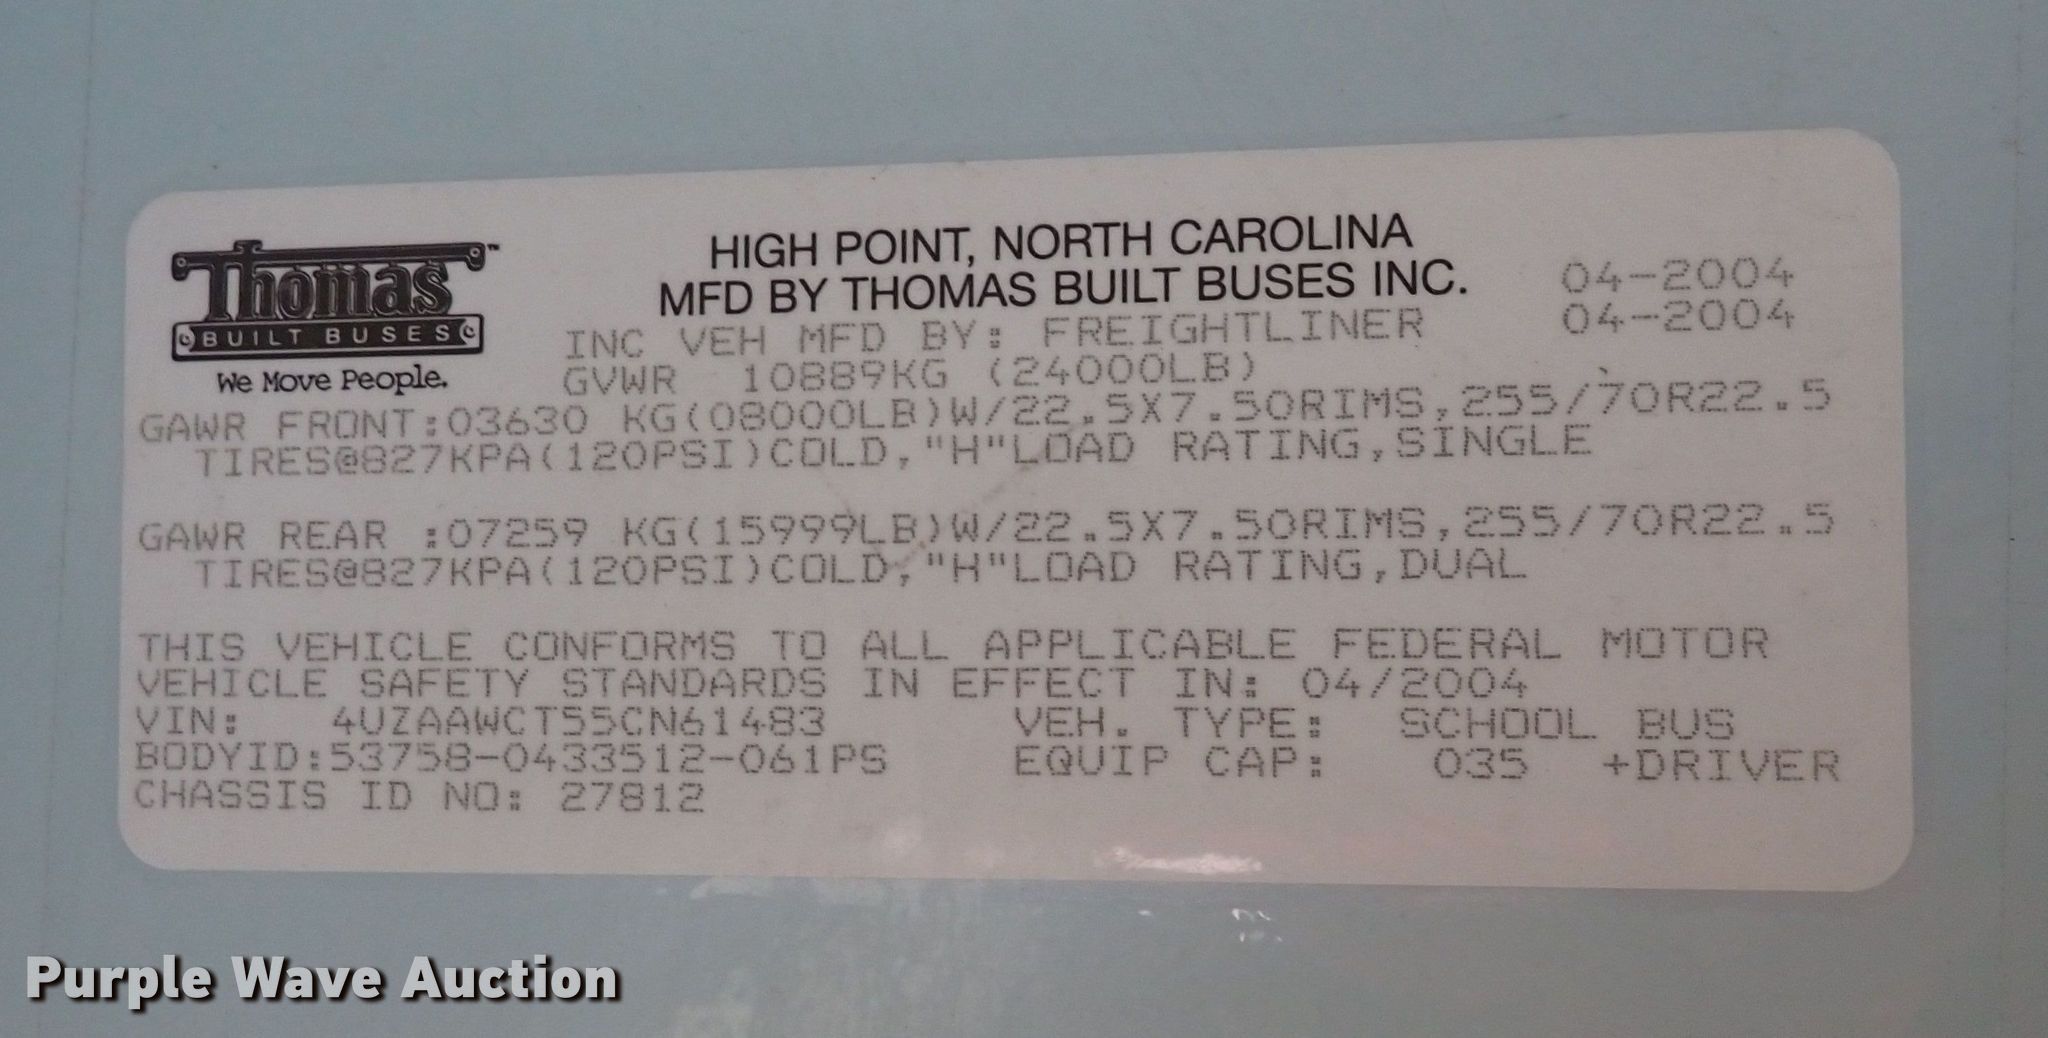 Thomas™
BUILT BUSES
We Move People.
HIGH POINT, NORTH CAROLINA
MFD BY THOMAS BUILT BUSES INC. 04-2004
INC VEH MFD BY: FREIGHTLINER 04-2004
GVWR 10889KG (24000LB)
GAWR FRONT:03630 KG(08000LB)W/22.5X7.50RIMS,255/70R22.5
TIRES@827KPA(120PSI)COLD,"H"LOAD RATING,SINGLE
GAWR REAR :07259 KG(15999LB)W/22.5X7.50RIMS,255/70R22.5
TIRES@827KPA(120PSI)COLD,"H"LOAD RATING,DUAL
THIS VEHICLE CONFORMS TO ALL APPLICABLE FEDERAL MOTOR
VEHICLE SAFETY STANDARDS IN EFFECT IN: 04/2004
VIN: 4UZAAWCT55CN61483 VEH. TYPE: SCHOOL BUS
BODYID:53758-0433512-061PS EQUIP CAP: 035 +DRIVER
CHASSIS ID NO: 27812
Purple Wave Auction